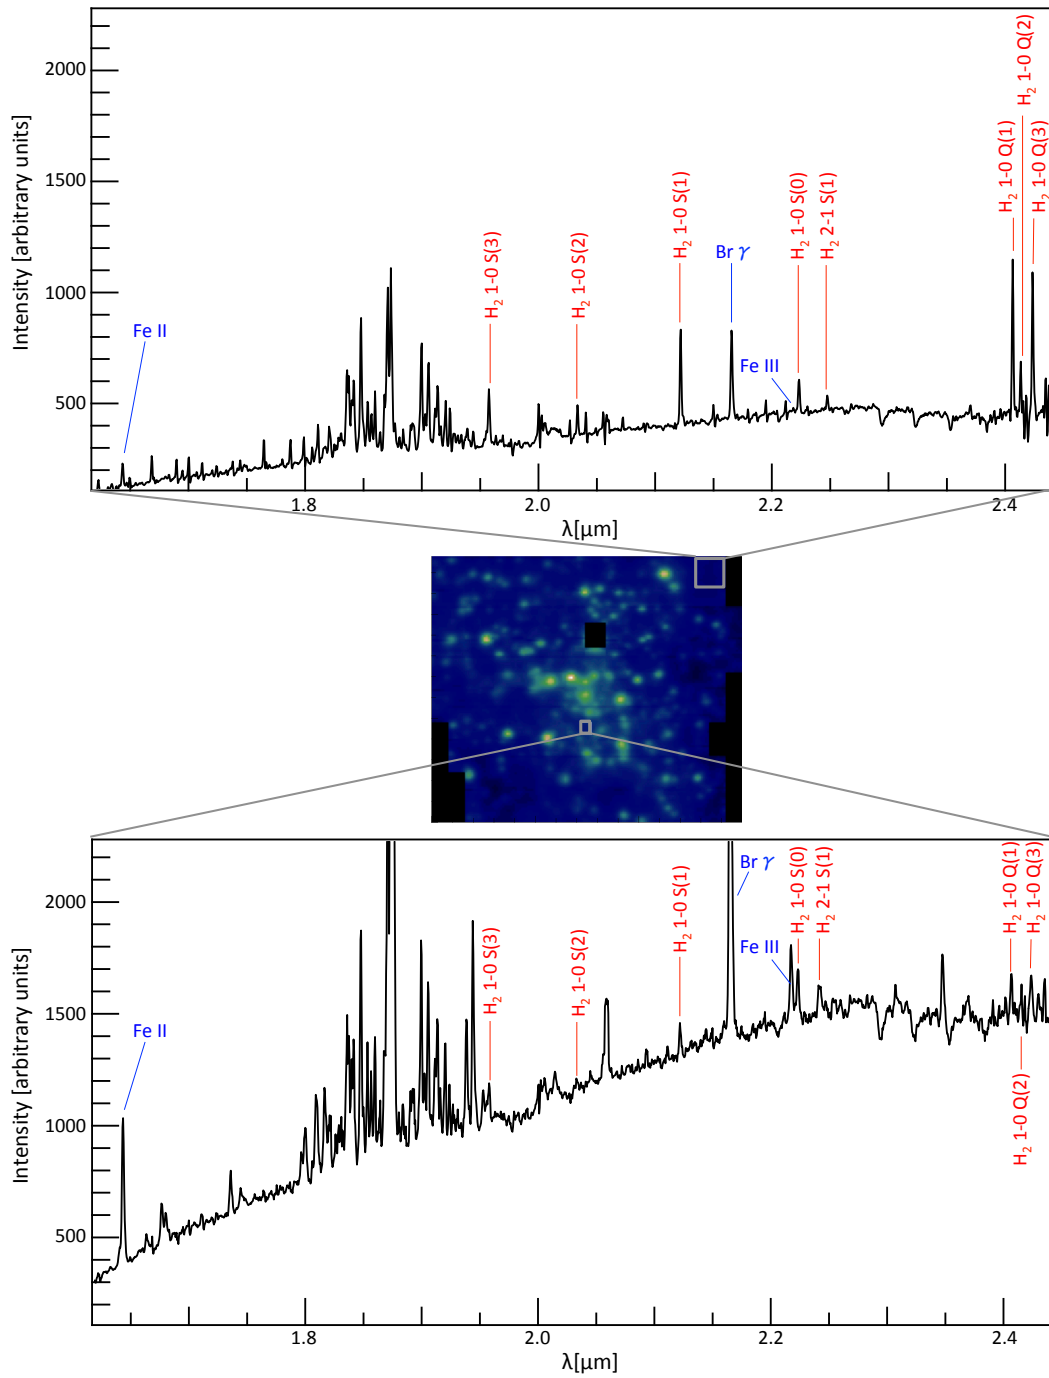 H₂ 1-0 Q(2)
2000
H₂ 1-0 Q(1)
H₂ 1-0 Q(3)
1500
H₂ 1-0 S(1)
H₂ 1-0 S(0)
H₂ 2-1 S(1)
H₂ 1-0 S(3)
H₂ 1-0 S(2)
Br γ
Intensity [arbitrary units]
1000
Fe II
Fe III
500
1.8
2.0
2.2
2.4
λ[μm]
2000
Br γ
H₂ 1-0 S(0)
H₂ 2-1 S(1)
H₂ 1-0 Q(1)
H₂ 1-0 Q(3)
H₂ 1-0 S(1)
Fe III
H₂ 1-0 S(3)
H₂ 1-0 S(2)
1500
Fe II
Intensity [arbitrary units]
1000
H₂ 1-0 Q(2)
500
1.8
2.0
2.2
2.4
λ[μm]